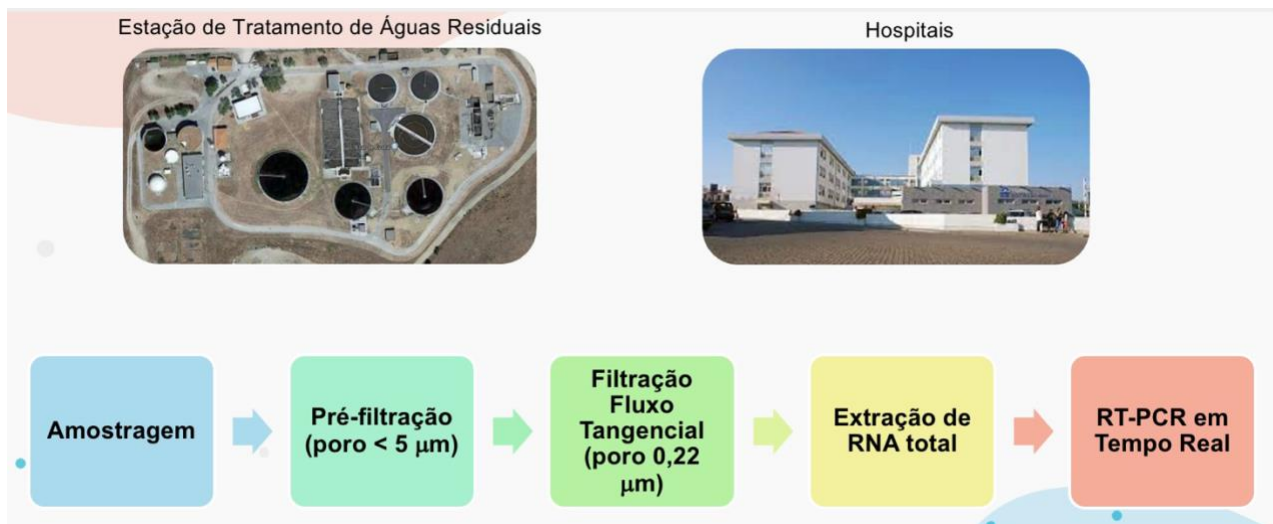 Estação de Tratamento de Águas Residuais
Hospitais
Amostragem
Pré-filtração
(poro < 5 μm)
Filtração
Fluxo
Tangencial
(poro 0,22
μm)
Extração de
RNA total
RT-PCR em
Tempo Real